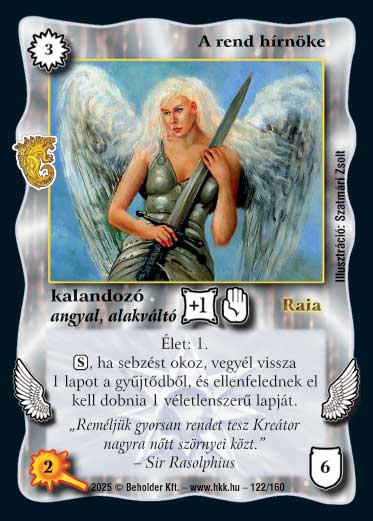 3
A rend hírnöke
Illusztráció: Szatmári Zsolt
kalandozó
angyal, alakváltó
+1
Raia
Élet: 1.
S, ha sebzést okoz, vegyél vissza
1 lapot a gyűjtődből, és ellenfelednek el
kell dobnia 1 véletlenszerű lapját.
„Reméljük gyorsan rendet tesz Kreátor
nagyra nőtt szörnyei közt.”
– Sir Rasolphius
2
6
2025 © Beholder Kft. – www.hkk.hu – 122/160